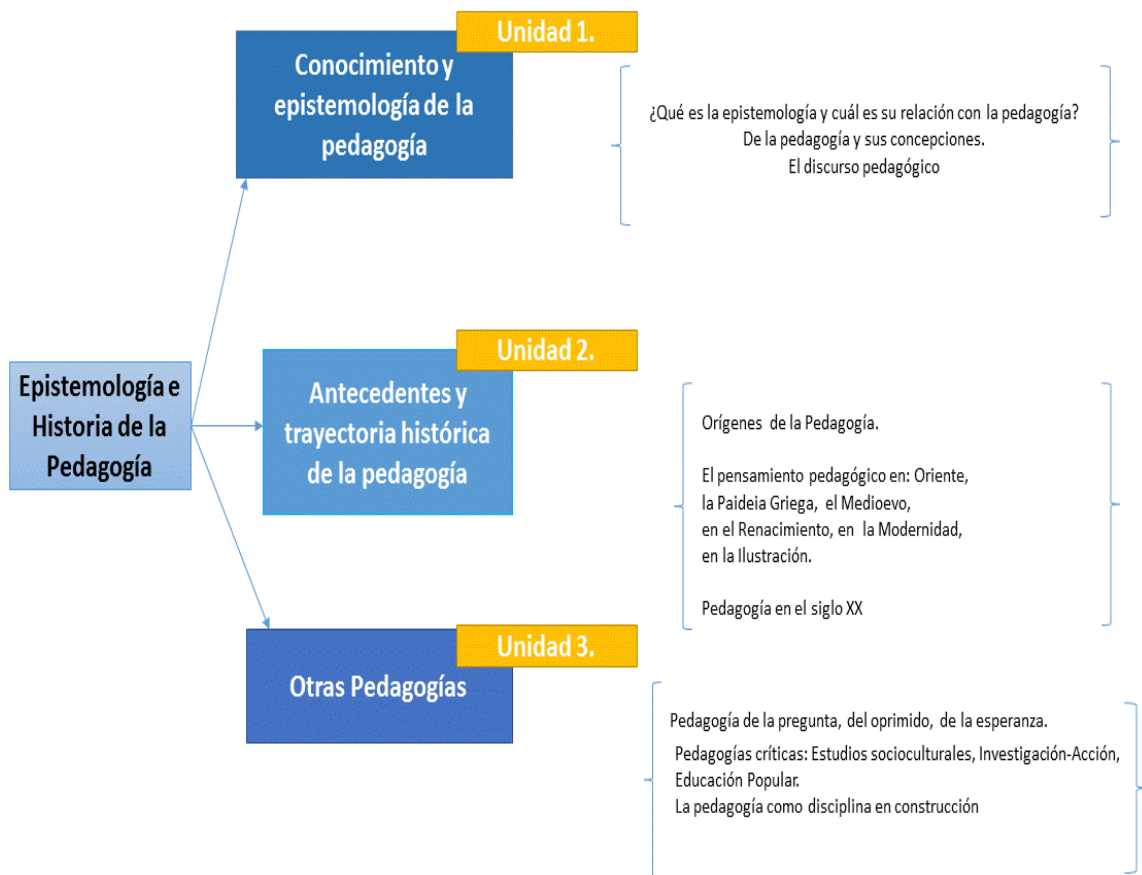 Unidad 1.
Conocimiento y
epistemología de la
pedagogía
¿Qué es la epistemología y cuál es su relación con la pedagogía?
De la pedagogía y sus concepciones.
El discurso pedagógico
Epistemología e
Historia de la
Pedagogía
Unidad 2.
Antecedentes y
trayectoria histórica
de la pedagogía
Orígenes de la Pedagogía.
El pensamiento pedagógico en: Oriente,
la Paideia Griega, el Medioevo,
en el Renacimiento, en la Modernidad,
en la Ilustración.
Pedagogía en el siglo XX
Unidad 3.
Otras Pedagogías
Pedagogía de la pregunta, del oprimido, de la esperanza.
Pedagogías críticas: Estudios socioculturales, Investigación-Acción,
Educación Popular.
La pedagogía como disciplina en construcción